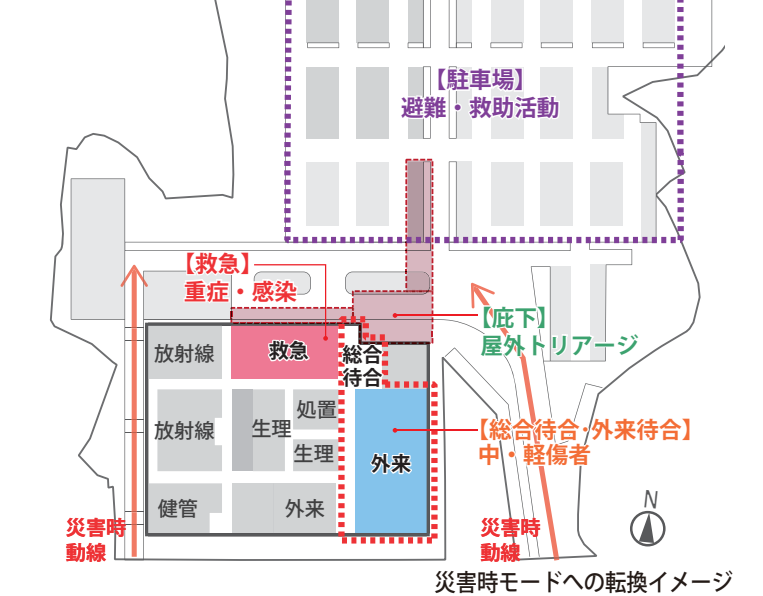 【駐車場】
避難・救助活動
【救急】
重症・感染
【庇下】
屋外トリアージ
放射線
救急
総合
待合
処置
放射線
生理
生理
外来
【総合待合・外来待合】
中・軽傷者
健管
外来
災害時
動線
災害時
動線
N
災害時モードへの転換イメージ